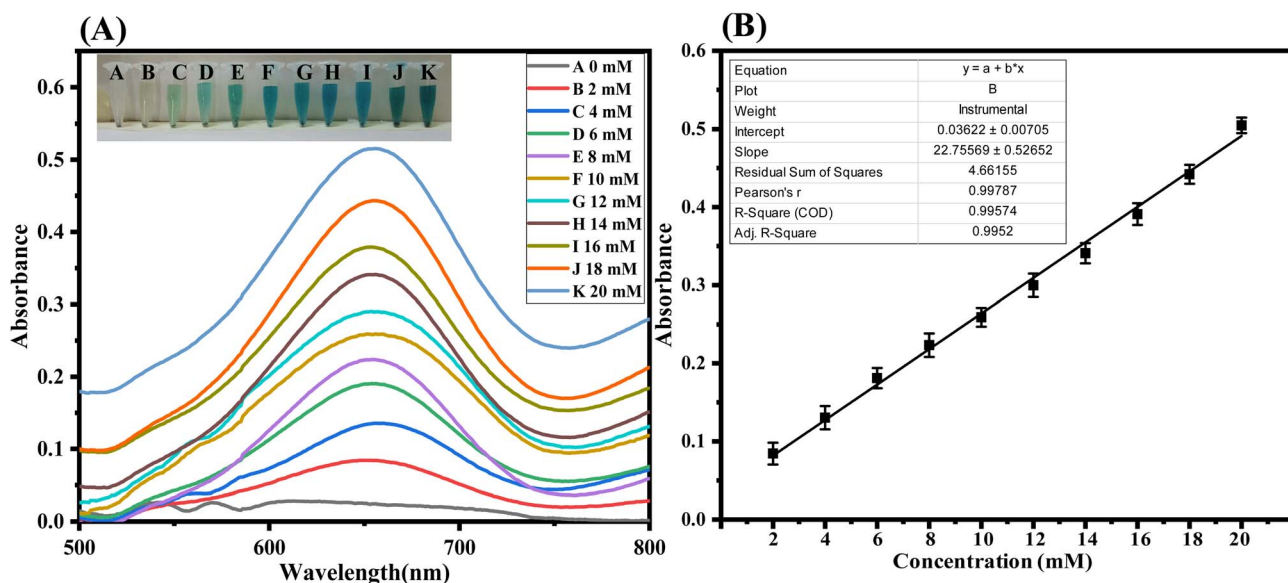 (A)
A B C D E F G H I J K
A 0 mM
B 2 mM
C 4 mM
D 6 mM
E 8 mM
F 10 mM
G 12 mM
H 14 mM
I 16 mM
J 18 mM
K 20 mM
Absorbance
0.6
0.5
0.4
0.3
0.2
0.1
0.0
500 600 700 800
Wavelength(nm)
(B)
Equation y = a + b*x
Plot B
Weight Instrumental
Intercept 0.03622 ± 0.00705
Slope 22.75569 ± 0.52652
Residual Sum of Squares 4.66155
Pearson's r 0.99787
R-Square (COD) 0.99574
Adj. R-Square 0.9952
Absorbance
0.6
0.5
0.4
0.3
0.2
0.1
0.0
2 4 6 8 10 12 14 16 18 20
Concentration (mM)